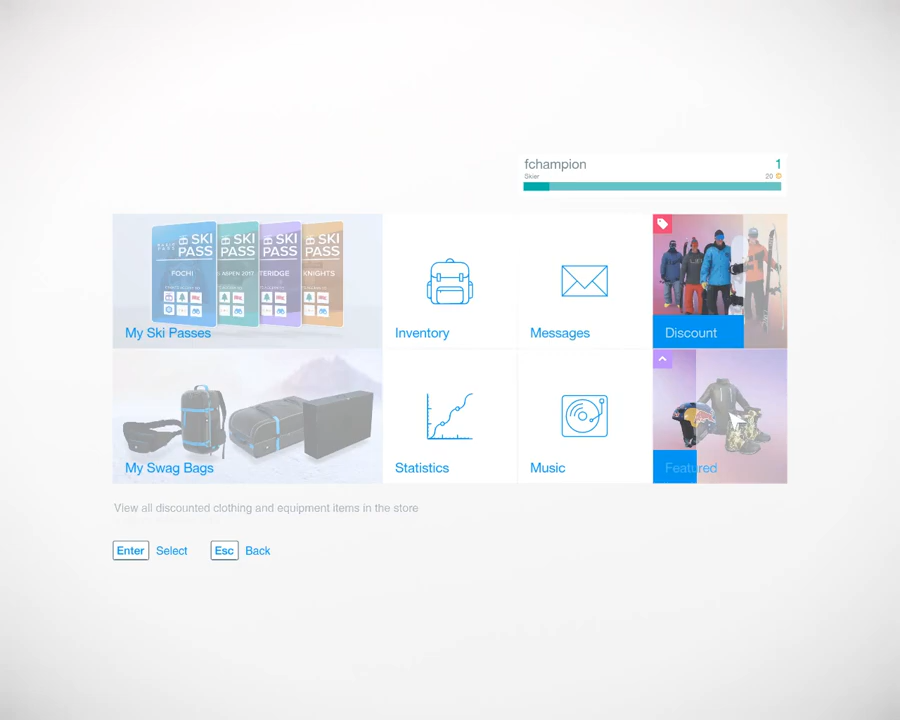 fchampion 1
Skier 20
SKI PASS SKI PASS SKI PASS SKI PASS
FOCHI ASPEN 2017 TERIDGE KNIGHTS
My Ski Passes
Inventory
Messages
Discount
My Swag Bags
Statistics
Music
Featured
View all discounted clothing and equipment items in the store
Enter Select Esc Back